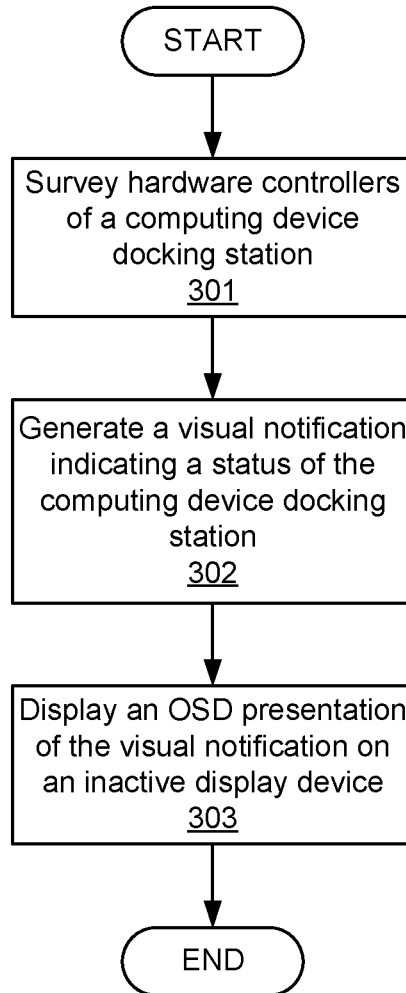 START
Survey hardware controllers
of a computing device
docking station
301
Generate a visual notification
indicating a status of the
computing device docking
station
302
Display an OSD presentation
of the visual notification on
an inactive display device
303
END